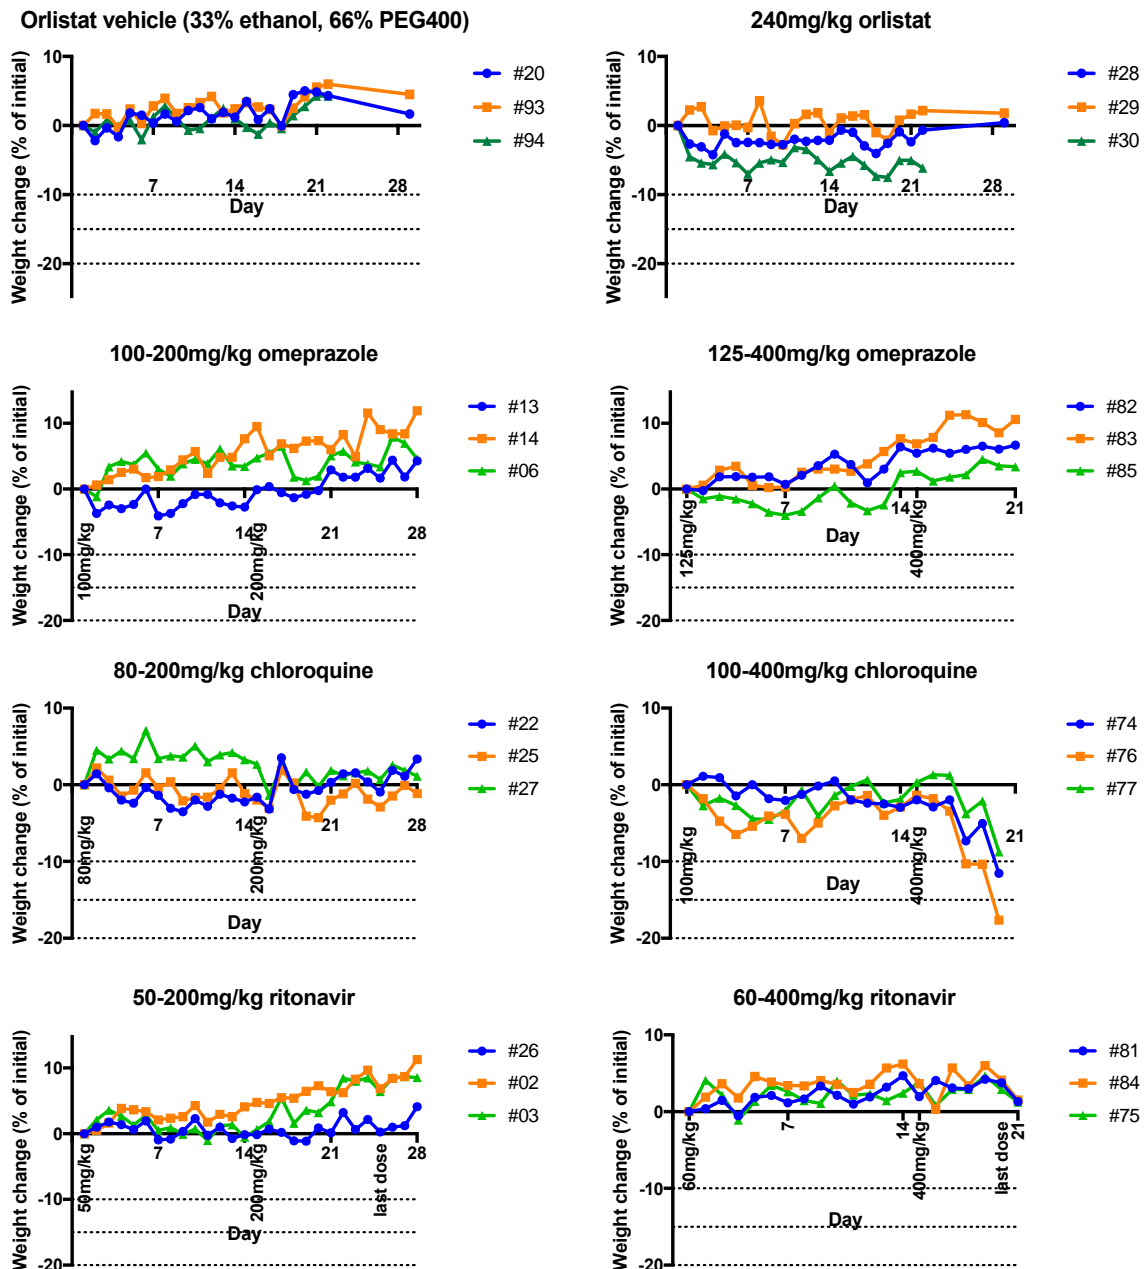 Orlistat vehicle (33% ethanol, 66% PEG400)
Weight change (% of initial)
10
0
-10
-20
7
14
21
28
Day
#20
#93
#94
240mg/kg orlistat
Weight change (% of initial)
10
0
-10
-20
7
14
21
28
Day
#28
#29
#30
100-200mg/kg omeprazole
Weight change (% of initial)
10
0
-10
-20
100mg/kg
7
14
200mg/kg
21
28
Day
#13
#14
#06
125-400mg/kg omeprazole
Weight change (% of initial)
10
0
-10
-20
125mg/kg
7
14
400mg/kg
21
Day
#82
#83
#85
80-200mg/kg chloroquine
Weight change (% of initial)
10
0
-10
-20
80mg/kg
7
14
200mg/kg
21
28
Day
#22
#25
#27
100-400mg/kg chloroquine
Weight change (% of initial)
10
0
-10
-20
100mg/kg
7
14
400mg/kg
21
Day
#74
#76
#77
50-200mg/kg ritonavir
Weight change (% of initial)
10
0
-10
-20
50mg/kg
7
14
200mg/kg
21
last dose
28
Day
#26
#02
#03
60-400mg/kg ritonavir
Weight change (% of initial)
10
0
-10
-20
60mg/kg
7
14
400mg/kg
last dose
21
Day
#81
#84
#75